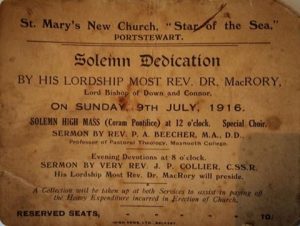 St. Mary's New Church, "Star of the Sea,"
PORTSTEWART.
Solemn Dedication
BY HIS LORDSHIP MOST REV. DR. MacRORY,
Lord Bishop of Down and Connor,
ON SUNDAY, 9TH JULY, 1916.
SOLEMN HIGH MASS (Coram Pontifice) at 12 o'clock. Special Choir.
SERMON BY REV. P. A. BEECHER, M.A., D.D.
Professor of Pastoral Theology, Maynooth College.
Evening Devotions at 8 o'clock.
SERMON BY VERY REV. J. P. COLLIER, C.SS.R.
His Lordship Most Rev. Dr. MacRory will preside.
A Collection will be taken up at both Services to assist in paying off
the Heavy Expenditure incurred in Erection of Church.
RESERVED SEATS, 10/
NEWS, LTD., BELFAST